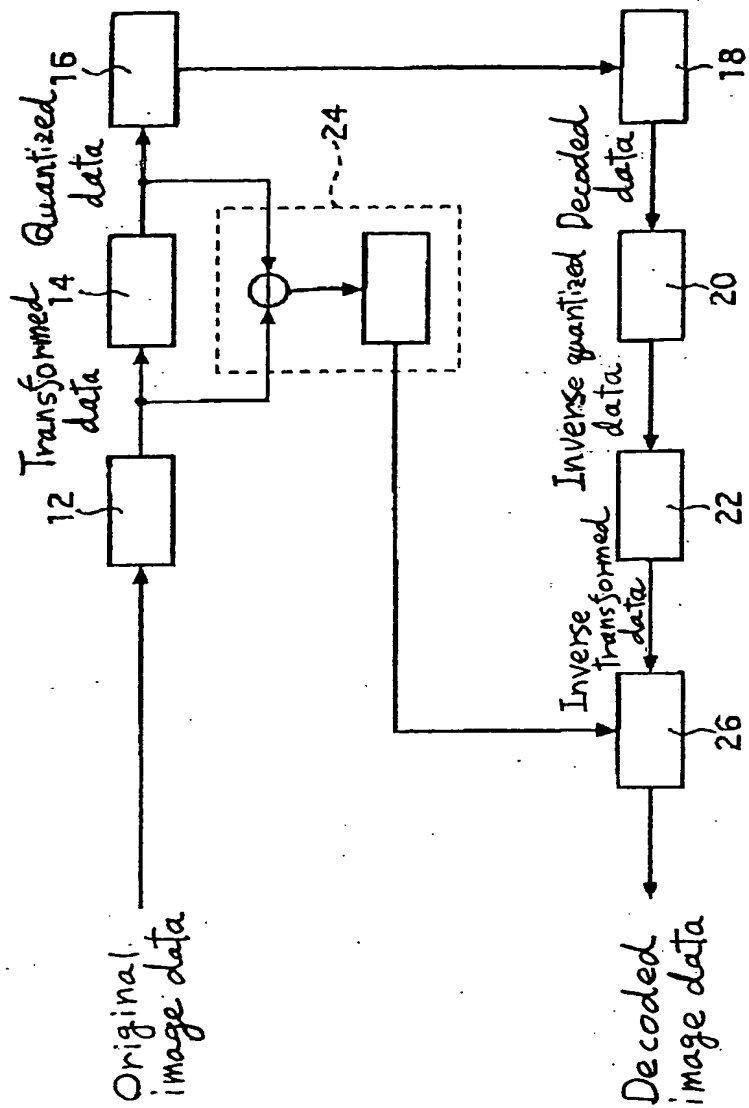 Original
image data
12
Transformed
data
14
Quantized
data
16
24
Decoded
image data
26
Inverse
transformed
data
22
Inverse quantized
data
20
Decoded
data
18